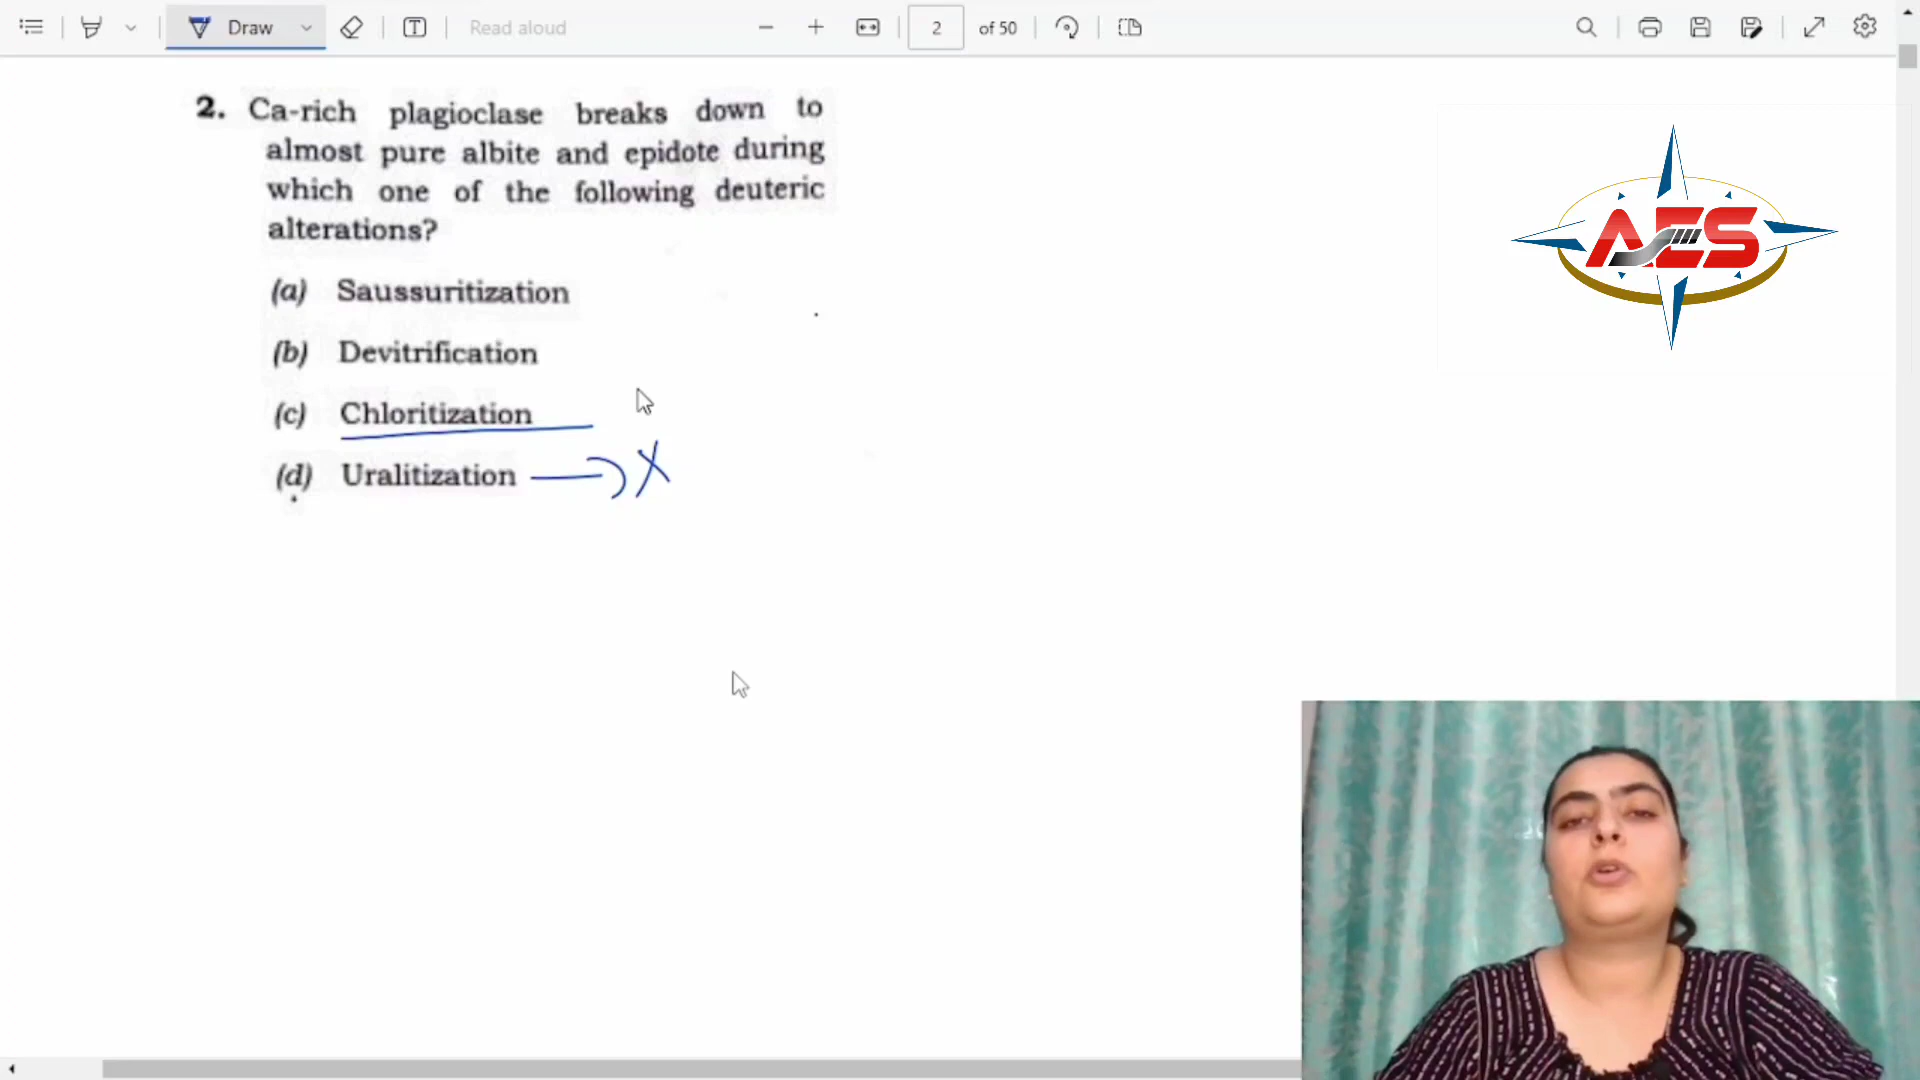 Draw
Read aloud
2
of 50
2. Ca-rich plagioclase breaks down to
almost pure albite and epidote during
which one of the following deuteric
alterations?
(a) Saussuritization
(b) Devitrification
(c) Chloritization
(d) Uralitization X
AES